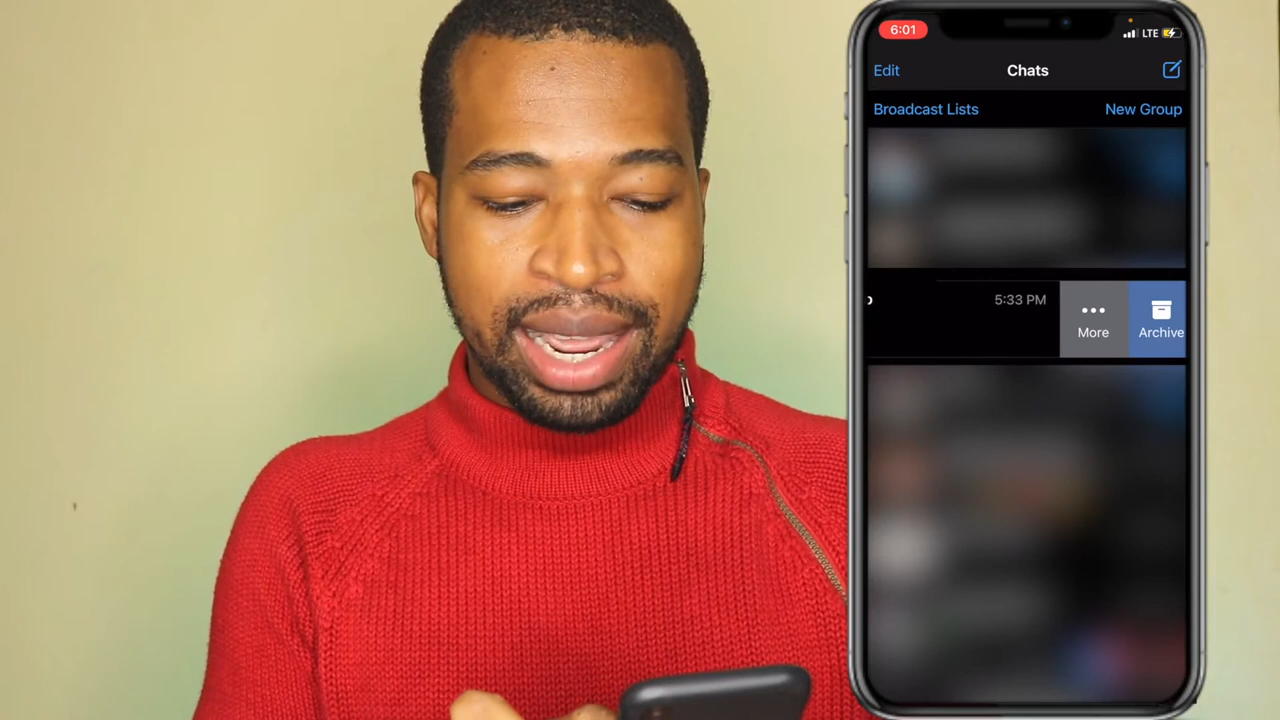 6:01
LTE
Edit
Chats
Broadcast Lists
New Group
5:33 PM
More
Archive